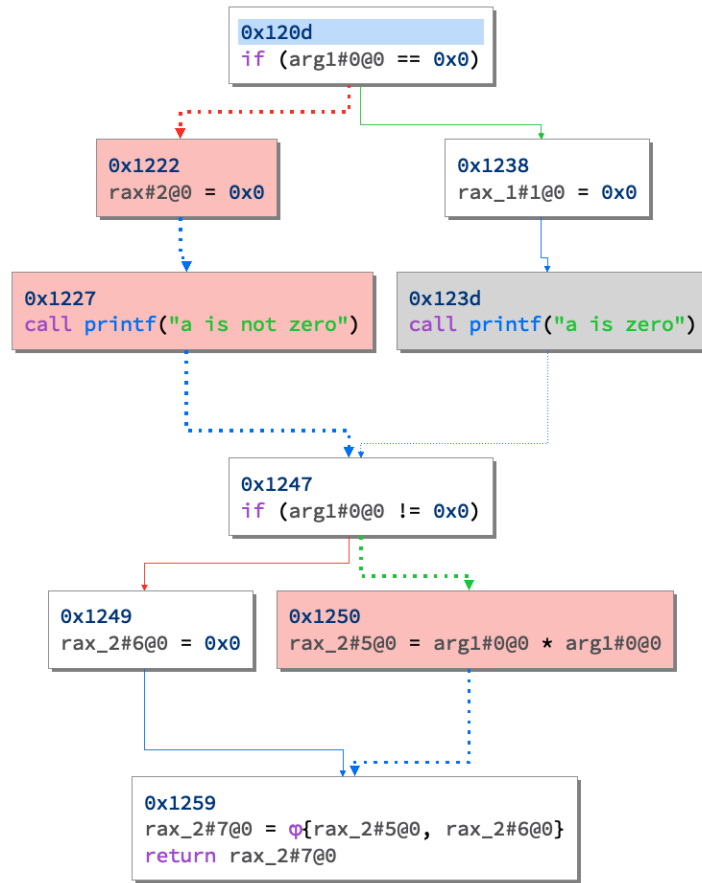 0x120d
if (arg1#0@0 == 0x0)
0x1222
rax#2@0 = 0x0
0x1238
rax_1#1@0 = 0x0
0x1227
call printf("a is not zero")
0x123d
call printf("a is zero")
0x1247
if (arg1#0@0 != 0x0)
0x1249
rax_2#6@0 = 0x0
0x1250
rax_2#5@0 = arg1#0@0 * arg1#0@0
0x1259
rax_2#7@0 = φ{rax_2#5@0, rax_2#6@0}
return rax_2#7@0